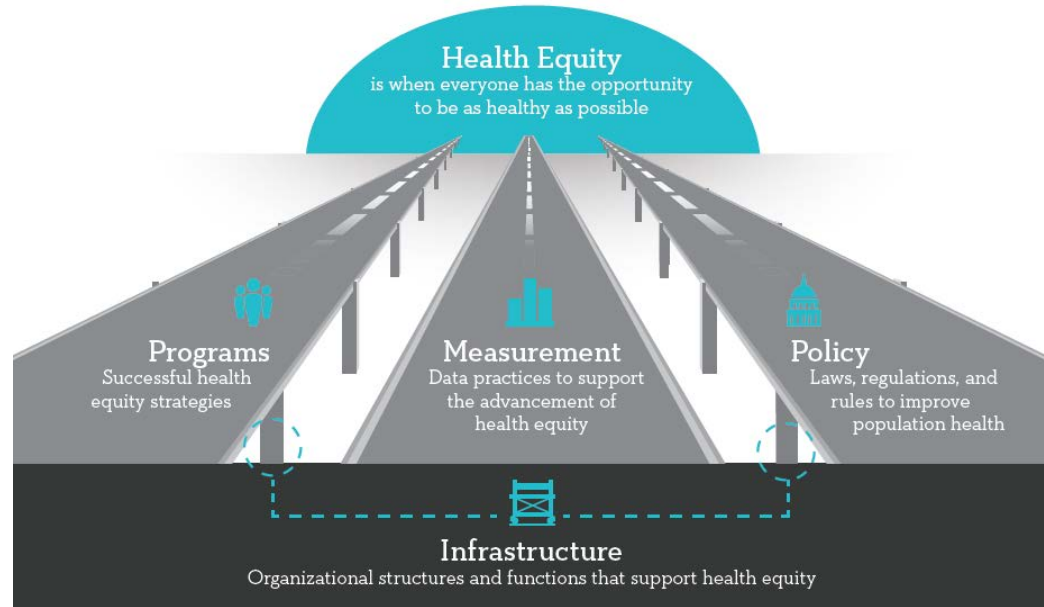 Health Equity
is when everyone has the opportunity
to be as healthy as possible
Programs
Successful health
equity strategies
Measurement
Data practices to support
the advancement of
health equity
Policy
Laws, regulations, and
rules to improve
population health
Infrastructure
Organizational structures and functions that support health equity